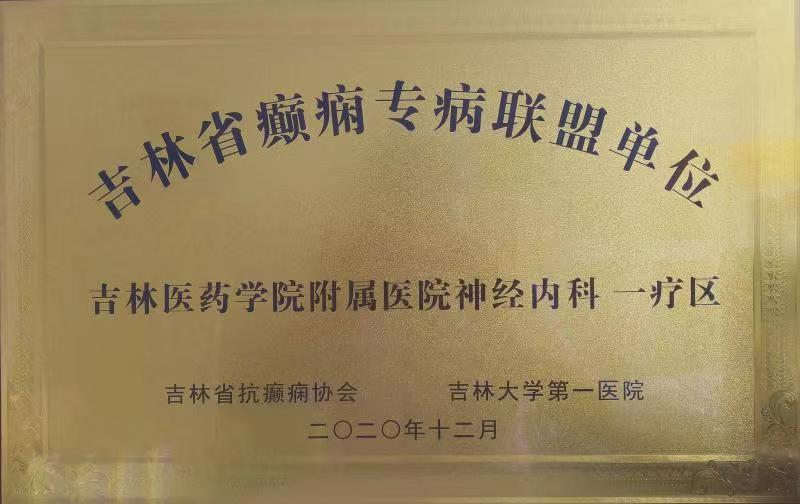 吉林省癫痫专病联盟单位
吉林医药学院附属医院神经内科 一疗区
吉林省抗癫痫协会 吉林大学第一医院
二〇二〇年十二月